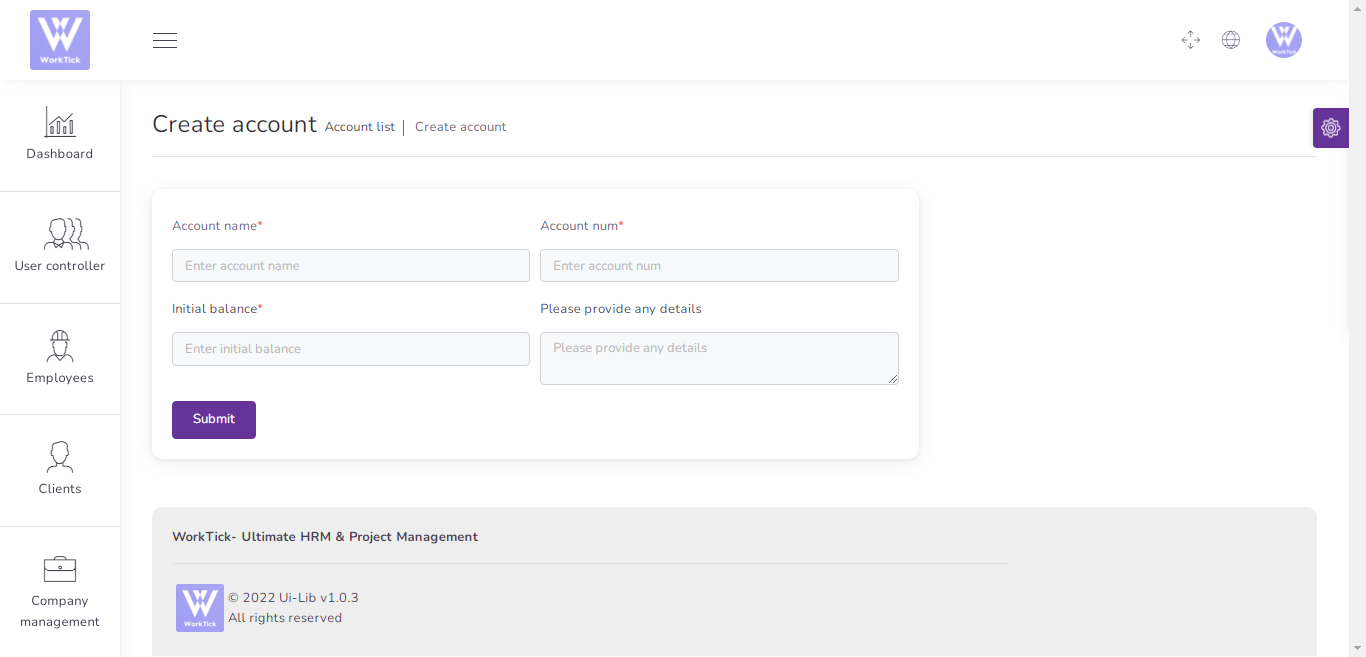 WorkTick
WorkTick
Dashboard
User controller
Employees
Clients
Company
management
Create account Account list | Create account
Account name* Account num*
Enter account name Enter account num
Initial balance* Please provide any details
Enter initial balance Please provide any details
Submit
WorkTick- Ultimate HRM & Project Management
WorkTick
© 2022 Ui-Lib v1.0.3
All rights reserved